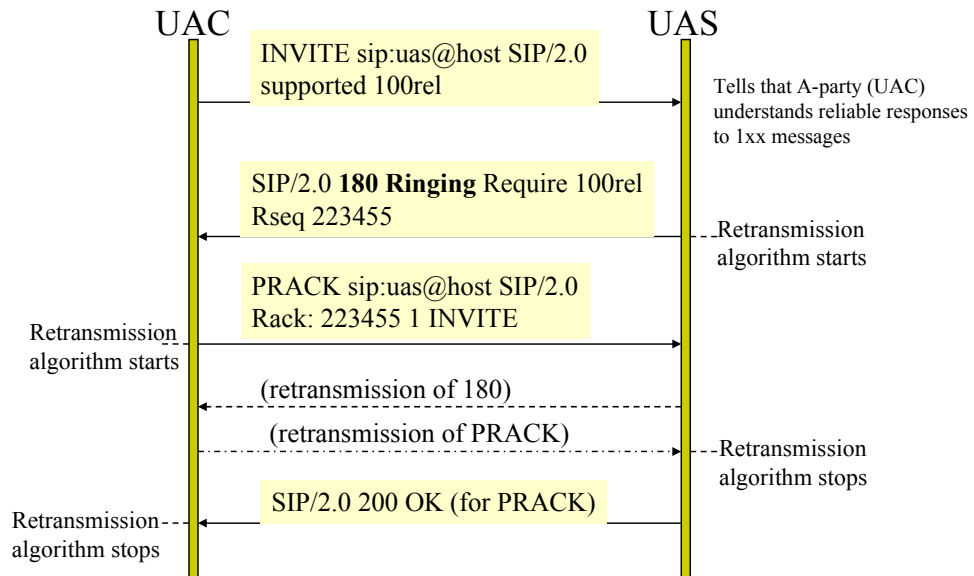 UAC
UAS
INVITE sip:uas@host SIP/2.0
supported 100rel
Tells that A-party (UAC)
understands reliable responses
to 1xx messages
SIP/2.0 180 Ringing Require 100rel
Rseq 223455
Retransmission
algorithm starts
PRACK sip:uas@host SIP/2.0
Rack: 223455 1 INVITE
Retransmission
algorithm starts
(retransmission of 180)
(retransmission of PRACK)
Retransmission
algorithm stops
SIP/2.0 200 OK (for PRACK)
Retransmission
algorithm stops